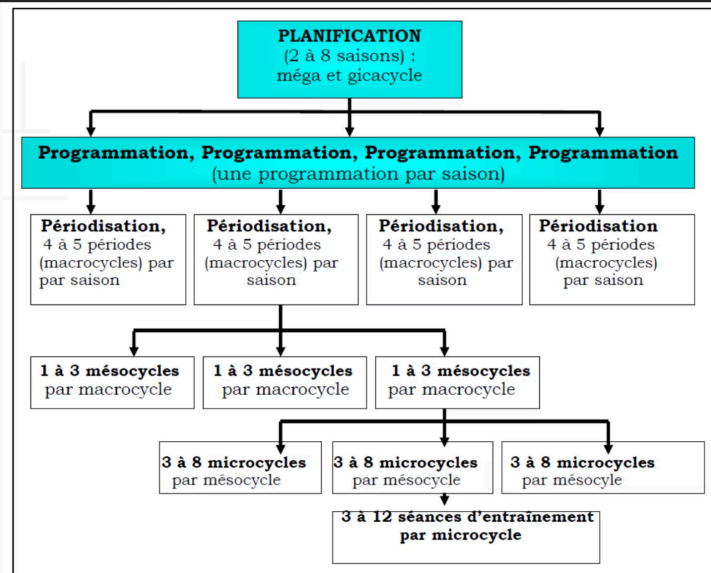 PLANIFICATION
(2 à 8 saisons) :
méga et gicacycle
Programmation, Programmation, Programmation, Programmation
(une programmation par saison)
Périodisation,
4 à 5 périodes
(macrocycles) par
par saison
Périodisation,
4 à 5 périodes
(macrocycles) par
saison
Périodisation,
4 à 5 périodes
(macrocycles) par
saison
Périodisation
4 à 5 périodes
(macrocycles)
par saison
1 à 3 mésocycles
par macrocycle
1 à 3 mésocycles
par macrocycle
1 à 3 mésocycles
par macrocycle
3 à 8 microcycles
par mésocycle
3 à 8 microcycles
par mésocycle
3 à 8 microcycles
par mésocyle
3 à 12 séances d'entraînement
par microcycle